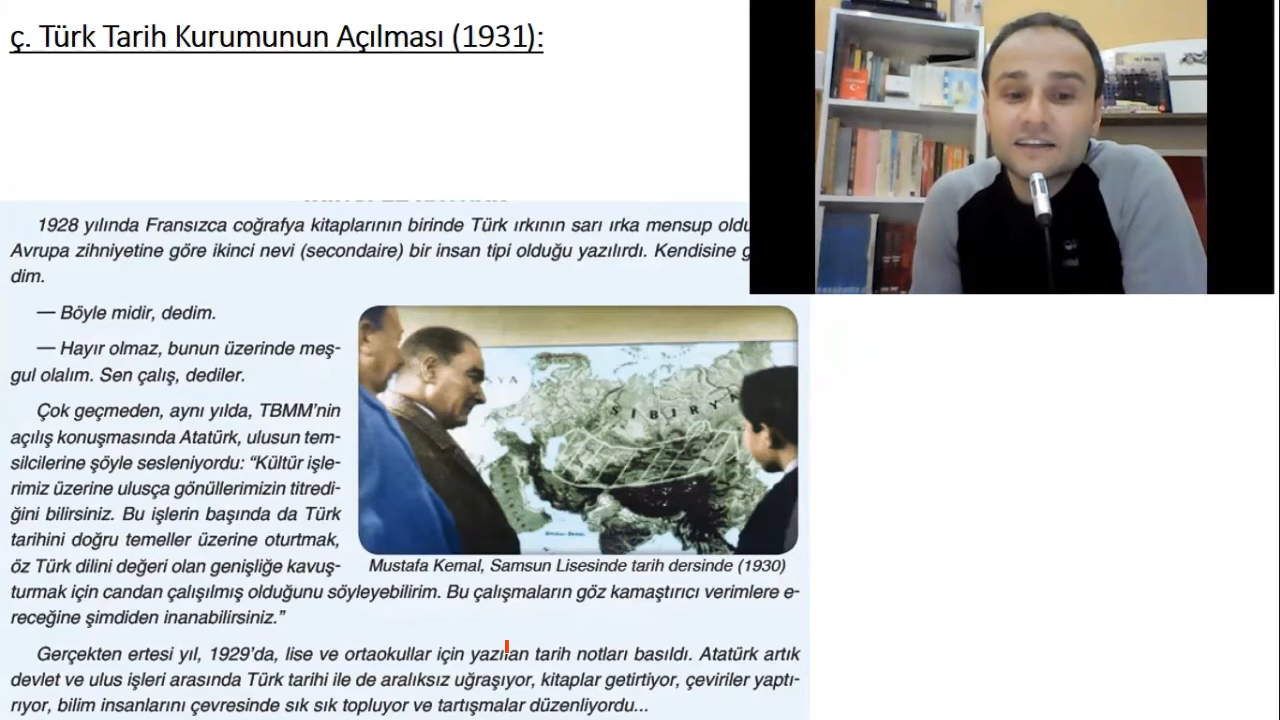 ç. Türk Tarih Kurumunun Açılması (1931):
1928 yılında Fransızca coğrafya kitaplarının birinde Türk ırkının sarı ırka mensup
Avrupa zihniyetine göre ikinci nevi (secondaire) bir insan tipi olduğu yazılırdı. Kendisine
dim.
— Böyle midir, dedim.
— Hayır olmaz, bunun üzerinde meş-
gul olalım. Sen çalış, dediler.
Çok geçmeden, aynı yılda, TBMM’nin
açılış konuşmasında Atatürk, ulusun tem-
silcilerine şöyle sesleniyordu: “Kültür işle-
rimiz üzerine ulusça gönüllerimizin titredi-
ğini bilirsiniz. Bu işlerin başında da Türk
tarihini doğru temeller üzerine oturtmak,
öz Türk dilini değeri olan genişliğe kavuş-
turmak için candan çalışılmış olduğunu söyleyebilirim. Bu çalışmaların göz kamaştırıcı verimlere e-
receğine şimdiden inanabilirsiniz.”
SİBİRYA
Mustafa Kemal, Samsun Lisesinde tarih dersinde (1930)
Gerçekten ertesi yıl, 1929’da, lise ve ortaokullar için yazılan tarih notları basıldı. Atatürk artık
devlet ve ulus işleri arasında Türk tarihi ile de aralıksız uğraşıyor, kitaplar getirtiyor, çeviriler yaptı-
rıyor, bilim insanlarını çevresinde sık sık topluyor ve tartışmalar düzenliyordu...